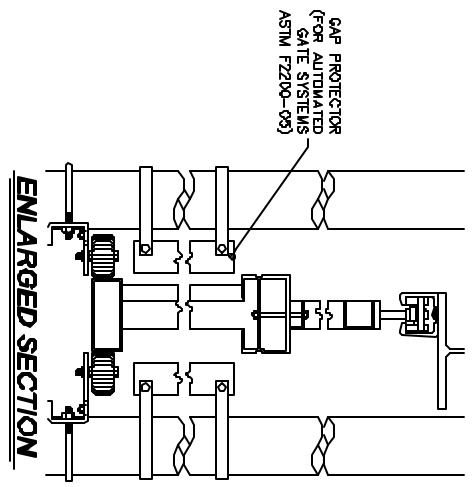 GAP PROTECTOR
(FOR AUTOMATED
GATE SYSTEMS
ASTM F2200-05)
ENLARGED SECTION